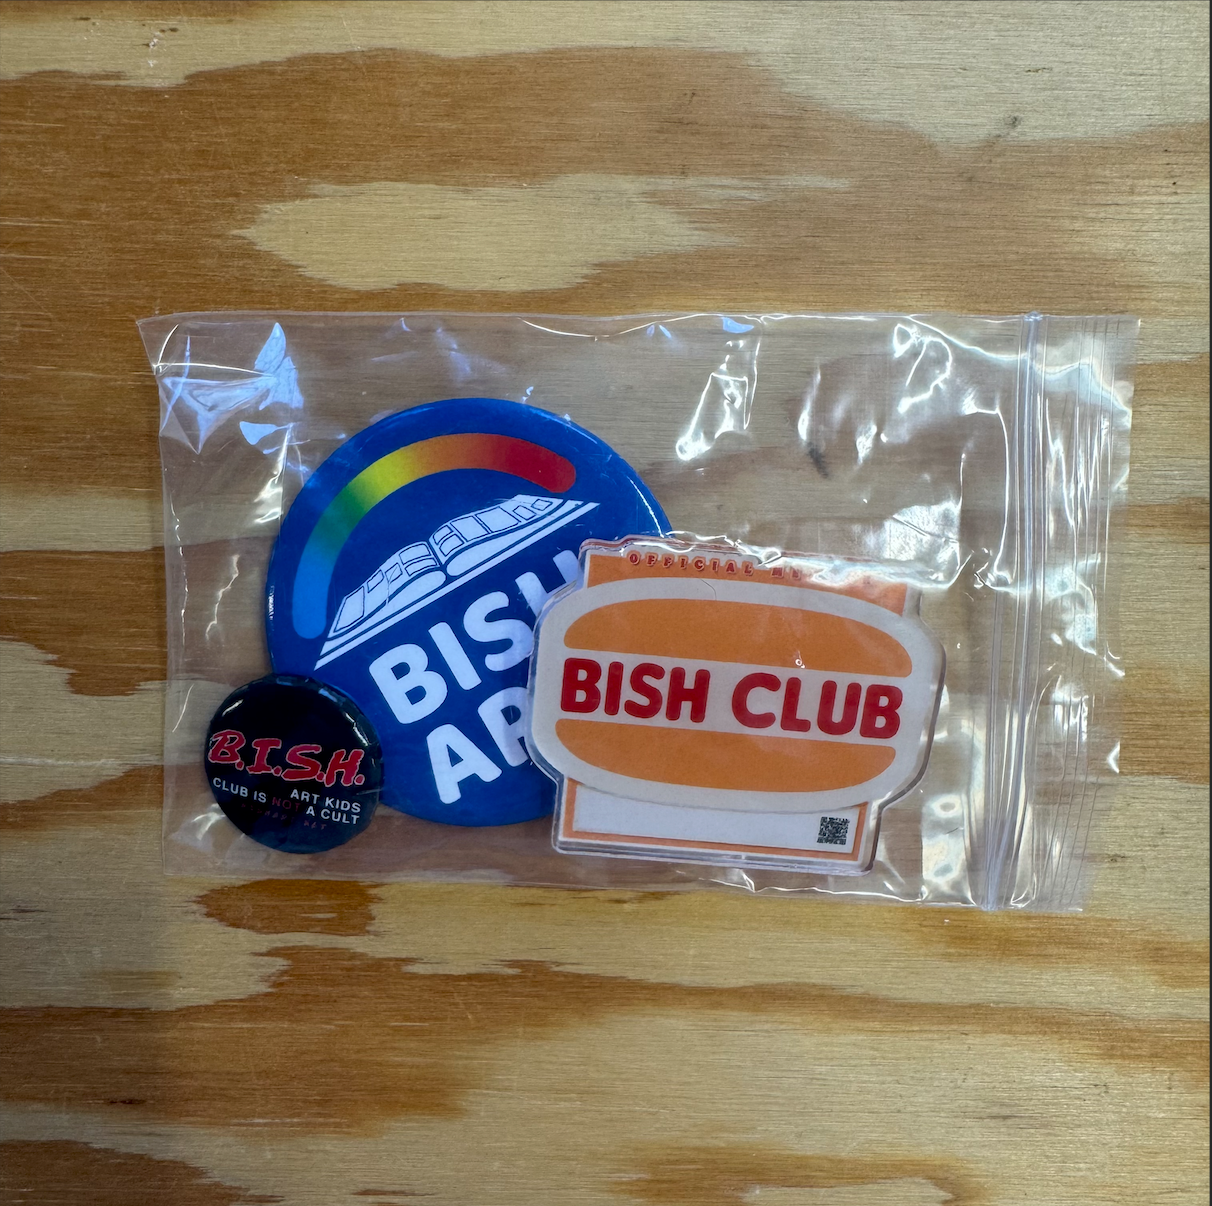 BISH
AR
OFFICIAL
BISH CLUB
B.I.S.H.
ART KIDS
CLUB IS NOT A CULT